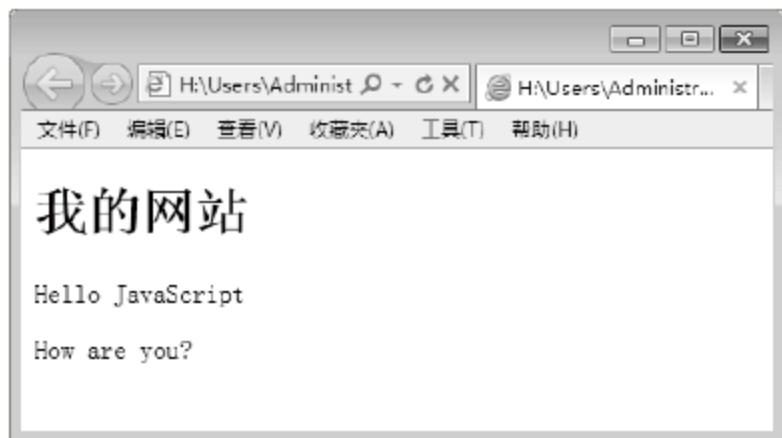 H:\Users\Administ
H:\Users\Administr...
文件(F) 编辑(E) 查看(V) 收藏夹(A) 工具(T) 帮助(H)
我的网站
Hello JavaScript
How are you?